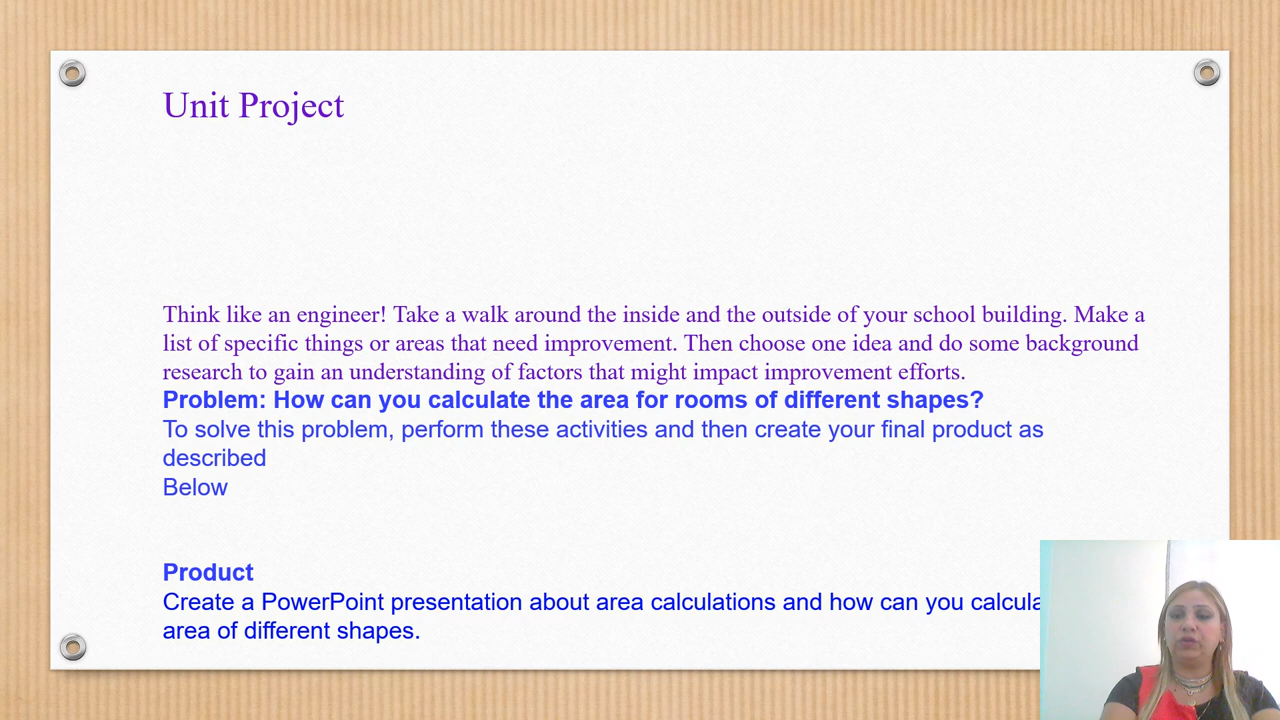 Unit Project
Think like an engineer! Take a walk around the inside and the outside of your school building. Make a
list of specific things or areas that need improvement. Then choose one idea and do some background
research to gain an understanding of factors that might impact improvement efforts.
Problem: How can you calculate the area for rooms of different shapes?
To solve this problem, perform these activities and then create your final product as
described
Below
Product
Create a PowerPoint presentation about area calculations and how can you
area of different shapes.